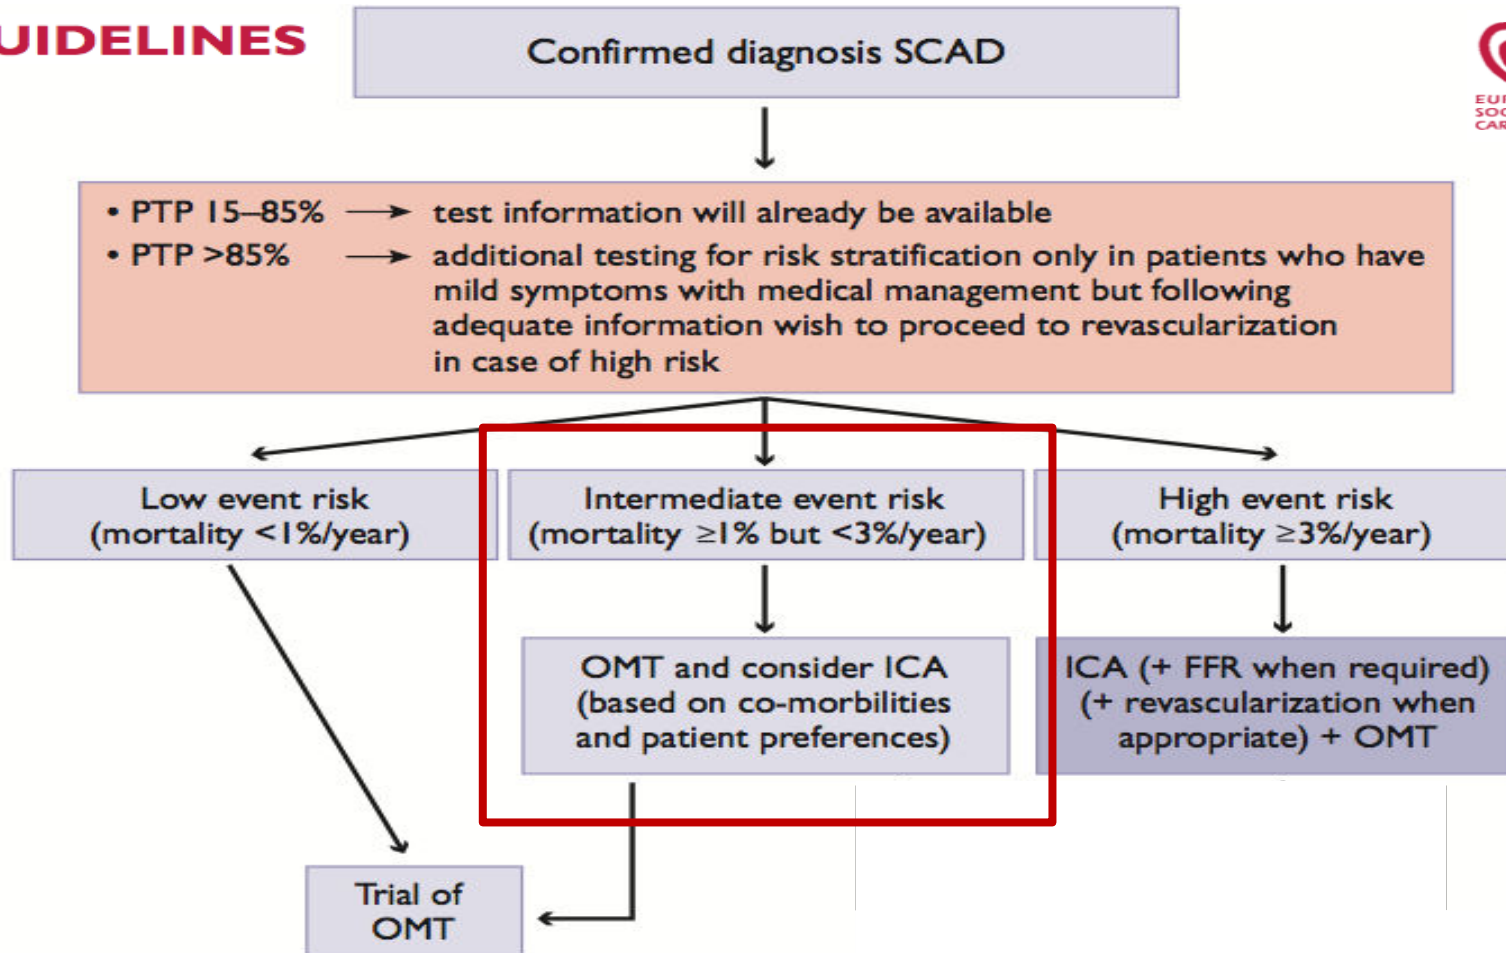 UIDELINES
Confirmed diagnosis SCAD
EUR
SOC
CAR
• PTP 15–85% → test information will already be available
• PTP >85% → additional testing for risk stratification only in patients who have
mild symptoms with medical management but following
adequate information wish to proceed to revascularization
in case of high risk
Low event risk
(mortality <1%/year)
Intermediate event risk
(mortality ≥1% but <3%/year)
High event risk
(mortality ≥3%/year)
OMT and consider ICA
(based on co-morbilities
and patient preferences)
ICA (+ FFR when required)
(+ revascularization when
appropriate) + OMT
Trial of
OMT